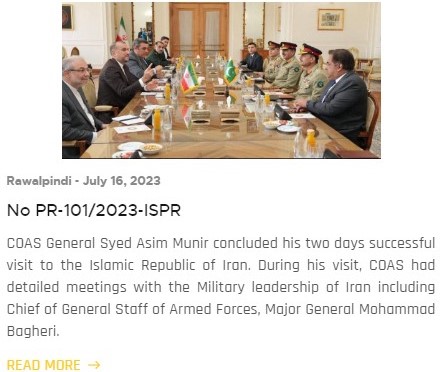 Rawalpindi - July 16, 2023
No PR-101/2023-ISPR
COAS General Syed Asim Munir concluded his two days successful
visit to the Islamic Republic of Iran. During his visit, COAS had
detailed meetings with the Military leadership of Iran including
Chief of General Staff of Armed Forces, Major General Mohammad
Bagheri.
READ MORE →